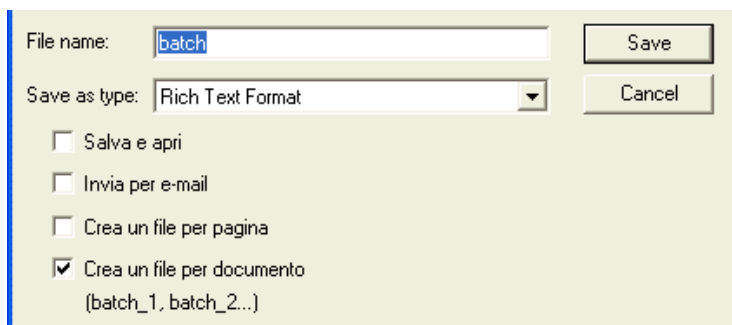 File name: batch Save
Save as type: Rich Text Format Cancel
Salva e apri
Invia per e-mail
Crea un file per pagina
Crea un file per documento
(batch_1, batch_2...)